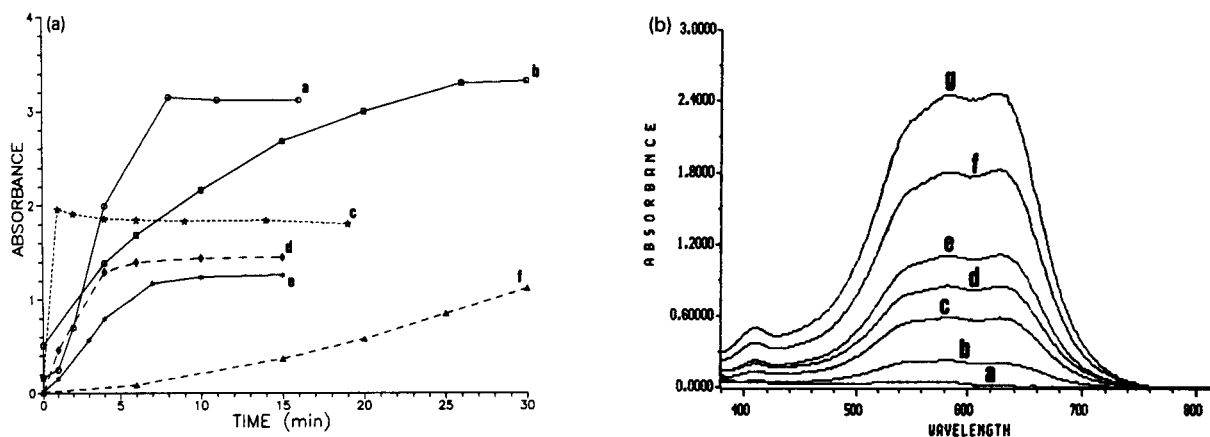 (a)
4
3
2
1
0
ABSORBANCE
0 5 10 15 20 25 30
TIME (min)
a
b
c
d
e
f
(b)
3.0000
2.4000
1.8000
1.2000
0.60000
0.0000
ABSORBANCE
400 500 600 700 800
WAVELENGTH
g
f
e
d
c
b
a